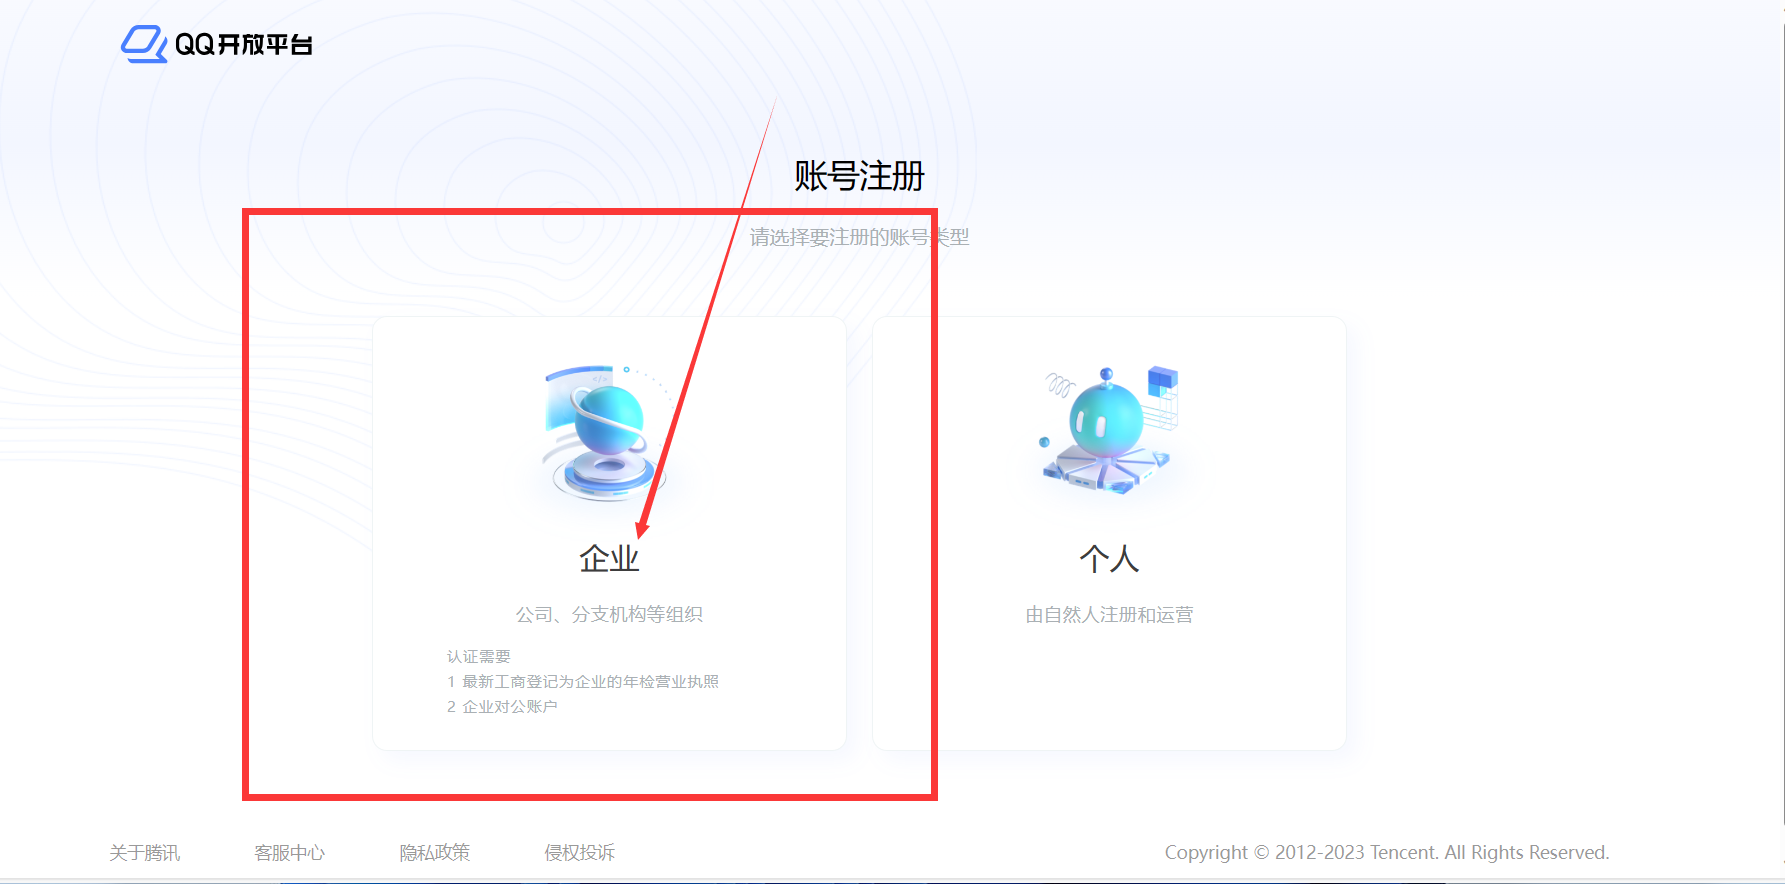 QQ开放平台
账号注册
请选择要注册的账号类型
企业
公司、分支机构等组织
认证需要
1 最新工商登记为企业的年检营业执照
2 企业对公账户
个人
由自然人注册和运营
关于腾讯 客服中心 隐私政策 侵权投诉 Copyright © 2012-2023 Tencent. All Rights Reserved.